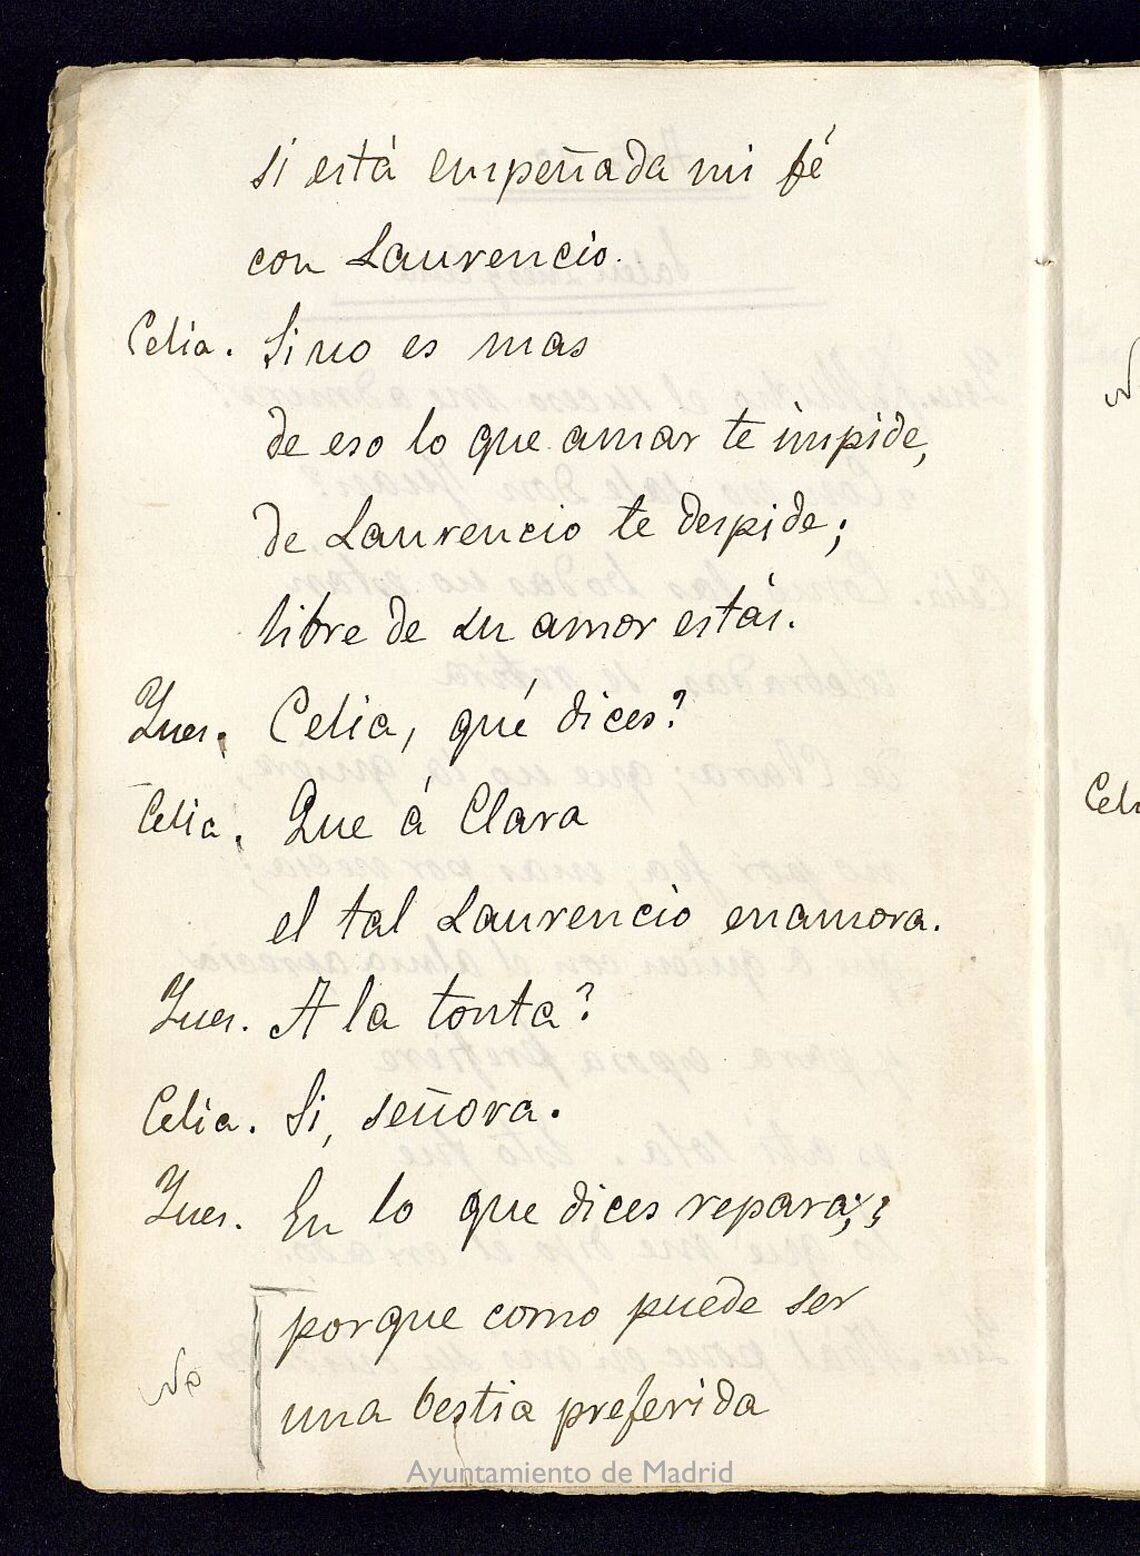 si está empeñada mi fé
con Laurencio.
Celia. Si no es mas
de eso lo que amar te impide,
de Laurencio te despide;
libre de su amor estás.
Ynes. Celia, qué dices?
Celia. Que á Clara
el tal Laurencio enamora.
Ynes. A la tonta?
Celia. Si, señora.
Ynes. En lo que dices repara;
porque como puede ser
No
una bestia preferida
Ayuntamiento de Madrid